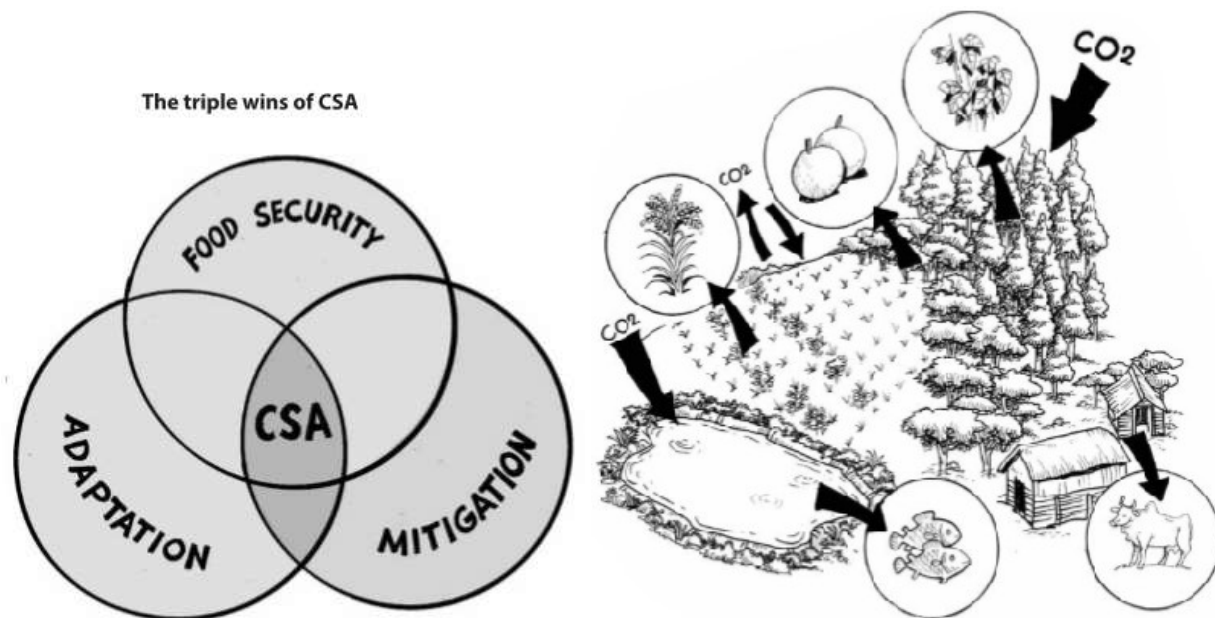 The triple wins of CSA
FOOD SECURITY
CSA
ADAPTATION
MITIGATION
CO2
CO2
CO2